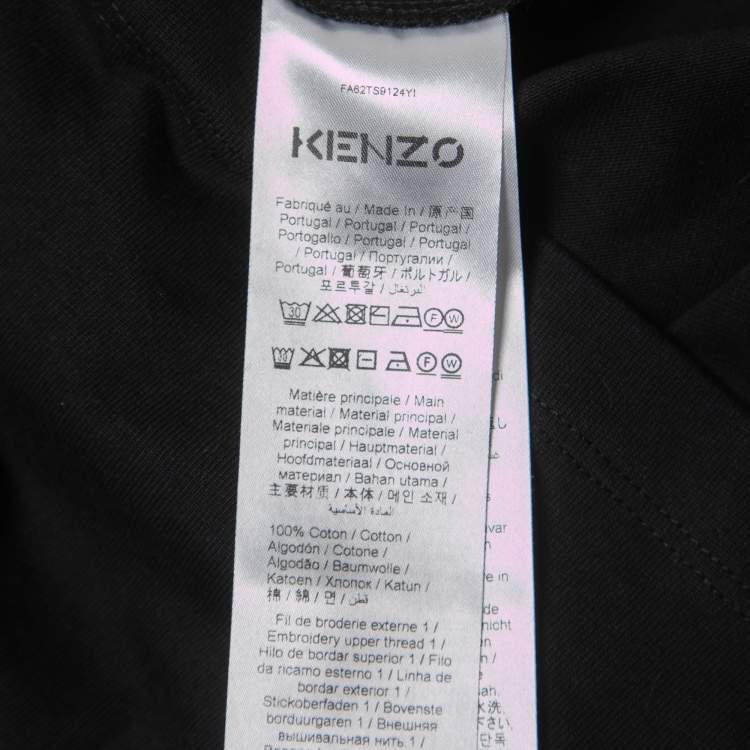 FA62TS9124YI
KENZO
Fabriqué au / Made In / 原产国
Portugal / Portugal / Portugal /
Portogallo / Portugal / Portugal
/ Portugal / Португалии /
Portugal / 葡萄牙 / ポルトガル /
포르투갈 / البرتغال
30 F W
30 F W
Matière principale / Main
material / Material principal /
Materiale principale / Material
principal / Hauptmaterial /
Hoofdmateriaal / Основной
материал / Bahan utama /
主要材质 / 本体 / 메인 소재 /
المادة الأساسية
100% Coton / Cotton /
Algodón / Cotone /
Algodão / Baumwolle /
Katoen / Хлопок / Katun /
棉 / 綿 / 면 / قطن
Fil de broderie externe 1 /
Embroidery upper thread 1 /
Hilo de bordar superior 1 / Filo
da ricamo esterno 1 / Linha de
bordar exterior 1 /
Stickoberfaden 1 / Bovenste
borduurgaren 1 / Внешняя
вышивальная нить 1 /